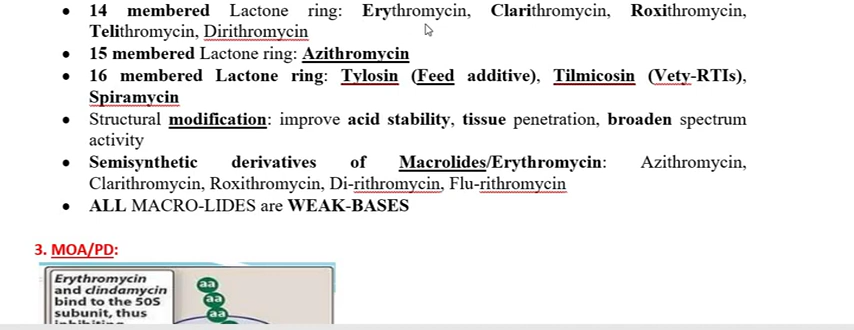 • 14 membered Lactone ring: Erythromycin, Clarithromycin, Roxithromycin,
Telithromycin, Dirithromycin
• 15 membered Lactone ring: Azithromycin
• 16 membered Lactone ring: Tylosin (Feed additive), Tilmicosin (Vety-RTIs),
Spiramycin
• Structural modification: improve acid stability, tissue penetration, broaden spectrum
activity
• Semisynthetic derivatives of Macrolides/Erythromycin: Azithromycin,
Clarithromycin, Roxithromycin, Di-rithromycin, Flu-rithromycin
• ALL MACRO-LIDES are WEAK-BASES
3. MOA/PD:
Erythromycin
and clindamycin
bind to the 50S
subunit, thus
aa
aa
aa